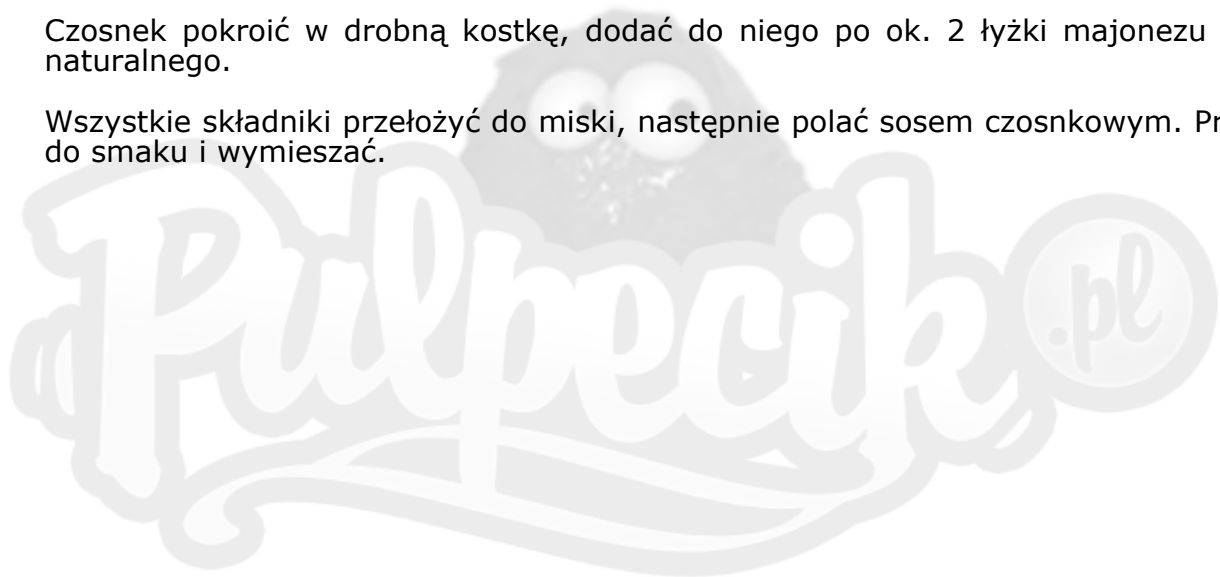 Czosnek pokroić w drobną kostkę, dodać do niego po ok. 2 łyżki majonezu
naturalnego.
Wszystkie składniki przełożyć do miski, następnie polać sosem czosnkowym.
do smaku i wymieszać.
Pulpecik.pl